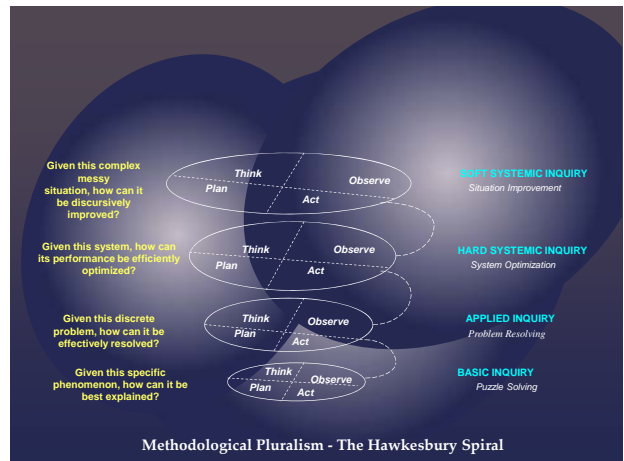 Given this complex
messy
situation, how can it
be discursively
improved?
Think
Observe
Plan
Act
SOFT SYSTEMIC INQUIRY
Situation Improvement
Given this system, how can
its performance be efficiently
optimized?
Think
Observe
Plan
Act
HARD SYSTEMIC INQUIRY
System Optimization
Given this discrete
problem, how can it be
effectively resolved?
Think
Observe
Plan
Act
APPLIED INQUIRY
Problem Resolving
Given this specific
phenomenon, how can it be
best explained?
Think
Observe
Plan
Act
BASIC INQUIRY
Puzzle Solving
Methodological Pluralism - The Hawkesbury Spiral